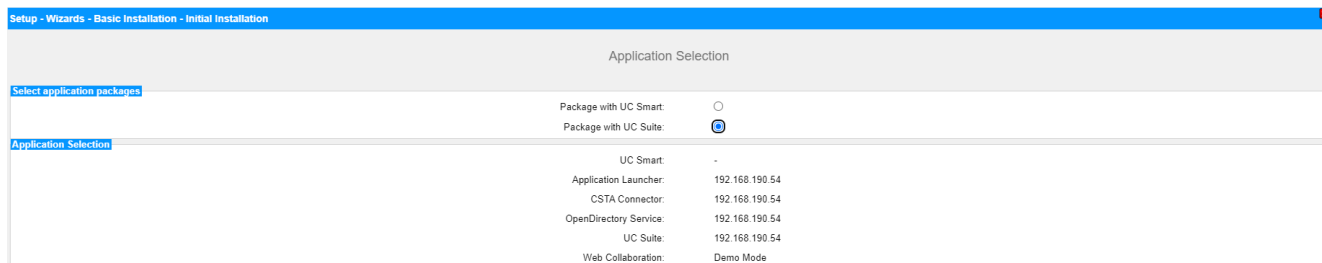 Setup - Wizards - Basic Installation - Initial Installation
Application Selection
Select application packages
Package with UC Smart:
Package with UC Suite:
Application Selection
UC Smart: -
Application Launcher: 192.168.190.54
CSTA Connector: 192.168.190.54
OpenDirectory Service: 192.168.190.54
UC Suite: 192.168.190.54
Web Collaboration: Demo Mode